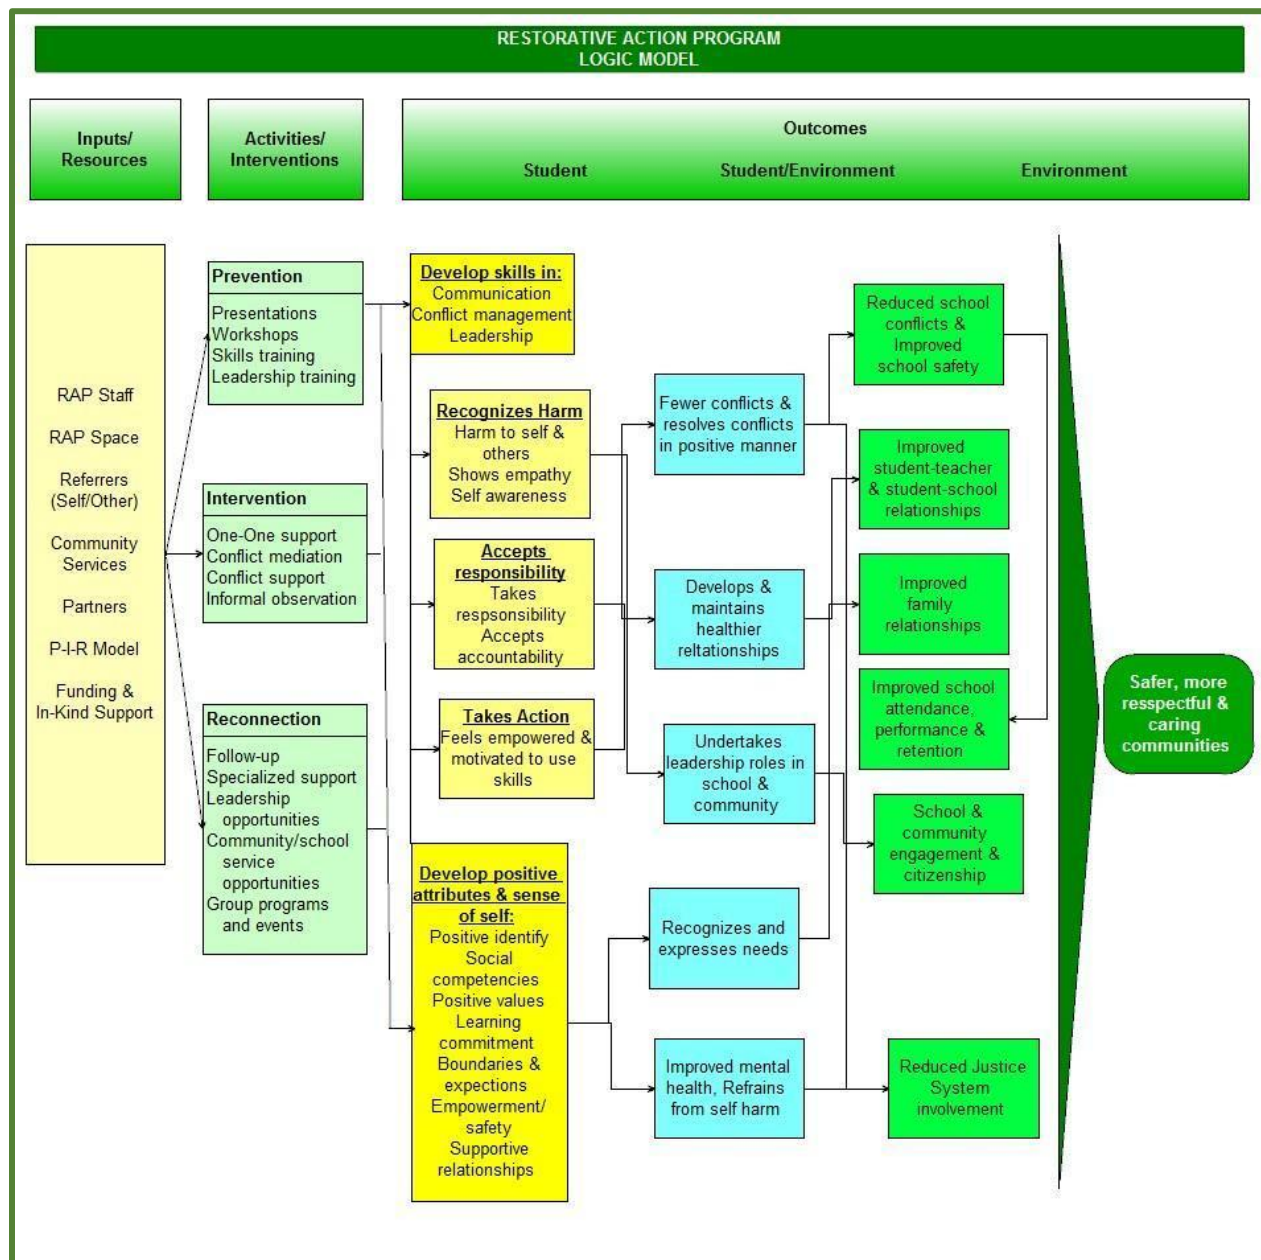 RESTORATIVE ACTION PROGRAM
LOGIC MODEL
Inputs/
Resources
Activities/
Interventions
Outcomes
Student
Student/Environment
Environment
RAP Staff
RAP Space
Referrers
(Self/Other)
Community
Services
Partners
P-I-R Model
Funding &
In-Kind Support
Prevention
Presentations
Workshops
Skills training
Leadership training
Intervention
One-One support
Conflict mediation
Conflict support
Informal observation
Reconnection
Follow-up
Specialized support
Leadership
opportunities
Community/school
service
opportunities
Group programs
and events
Develop skills in:
Communication
Conflict management
Leadership
Recognizes Harm
Harm to self &
others
Shows empathy
Self awareness
Accepts
responsibility
Takes
respsonsibility
Accepts
accountability
Takes Action
Feels empowered &
motivated to use
skills
Develop positive
attributes & sense
of self:
Positive identify
Social
competencies
Positive values
Learning
commitment
Boundaries &
expections
Empowerment/
safety
Supportive
relationships
Fewer conflicts &
resolves conflicts
in positive manner
Develops &
maintains
healthier
reltationships
Undertakes
leadership roles in
school &
community
Recognizes and
expresses needs
Improved mental
health, Refrains
from self harm
Reduced school
conflicts &
Improved
school safety
Improved
student-teacher
& student-school
relationships
Improved
family
relationships
Improved school
attendance,
performance &
retention
School &
community
engagement &
citizenship
Reduced Justice
System
involvement
Safer, more
resspectful &
caring
communities